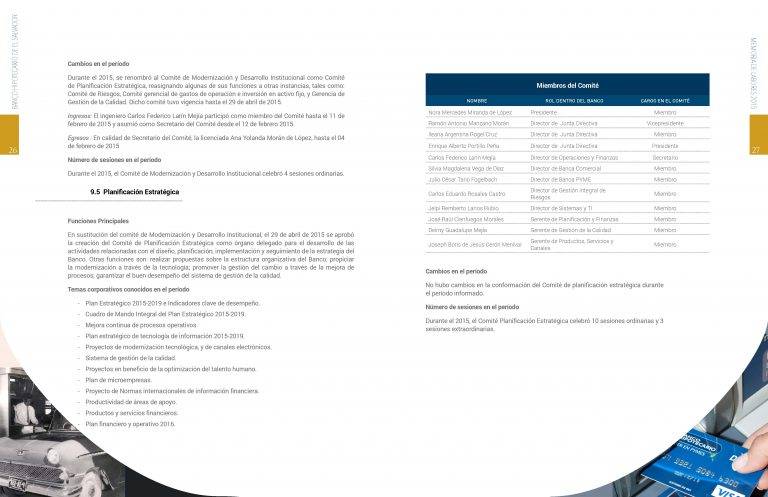 BANCO HIPOTECARIO DE EL SALVADOR
26
Cambios en el período
Durante el 2015, se renombró al Comité de Modernización y Desarrollo Institucional como Comité
de Planificación Estratégica, reasignando algunas de sus funciones a otras instancias, tales como:
Comité de Riesgos, Comité gerencial de gastos de operación e inversión en activo fijo, y Gerencia de
Gestión de la Calidad. Dicho comité tuvo vigencia hasta el 29 de abril de 2015.
Ingresos: El ingeniero Carlos Federico Larin Mejía participó como miembro del Comité hasta el 11 de
febrero de 2015 y asumió como Secretario del Comité desde el 12 de febrero de 2015.
Egresos : En calidad de Secretario del Comité, la licenciada Ana Yolanda Morán de López, hasta el 04
de febrero de 2015
Número de sesiones en el período
Durante el 2015, el Comité de Modernización y Desarrollo Institucional celebró 4 sesiones ordinarias.
9.5 Planificación Estratégica
Funciones Principales
En sustitución del comité de Modernización y Desarrollo Institucional, el 29 de abril de 2015 se aprobó
la creación del Comité de Planificación Estratégica como órgano delegado para el desarrollo de las
actividades relacionadas con el diseño, planificación, implementación y seguimiento de la estrategia del
Banco. Otras funciones son: realizar propuestas sobre la estructura organizativa del Banco; propiciar
la modernización a través de la tecnología; promover la gestión del cambio a través de la mejora de
procesos; garantizar el buen desempeño del sistema de gestión de la calidad.
Temas corporativos conocidos en el período
- Plan Estratégico 2015-2019 e Indicadores clave de desempeño.
- Cuadro de Mando Integral del Plan Estratégico 2015-2019.
- Mejora continua de procesos operativos
- Plan estratégico de tecnología de información 2015-2019.
- Proyectos de modernización tecnológica, y de canales electrónicos.
- Sistema de gestión de la calidad.
- Proyectos en beneficio de la optimización del talento humano.
- Plan de microempresas.
- Proyecto de Normas internacionales de información financiera.
- Productividad de áreas de apoyo.
- Productos y servicios financieros.
- Plan financiero y operativo 2016.
Miembros del Comité
NOMBRE ROL DENTRO DEL BANCO CARGO EN EL COMITÉ
Nora Mercedes Miranda de López Presidente Miembro
Ramón Antonio Manzano Morán Director de Junta Directiva Vicepresidente
Ileana Argentina Rogel Cruz Director de Junta Directiva Miembro
Enrique Alberto Portillo Peña Director de Junta Directiva Presidente
Carlos Federico Larin Mejía Director de Operaciones y Finanzas Secretario
Silvia Magdalena Vega de Díaz Director de Banca Comercial Miembro
Julio César Tario Fogelbach Director de Banca PYME Miembro
Carlos Eduardo Rosales Castro Director de Gestión Integral de
Riesgos Miembro
Jelpi Remberto Larios Rubio Director de Sistemas y TI Miembro
José Raúl Cienfuegos Morales Gerente de Planificación y Finanzas Miembro
Deimy Guadalupe Mejía Gerente de Gestión de la Calidad Miembro
Joseph Boris de Jesús Cerón Menívar Gerente de Productos, Servicios y
Canales Miembro
Cambios en el período
No hubo cambios en la conformación del Comité de planificación estratégica durante
el período informado.
Número de sesiones en el período
Durante el 2015, el Comité Planificación Estratégica celebró 10 sesiones ordinarias y 3
sesiones extraordinarias.
MEMORIA DE LABORES 2015
27
VISA